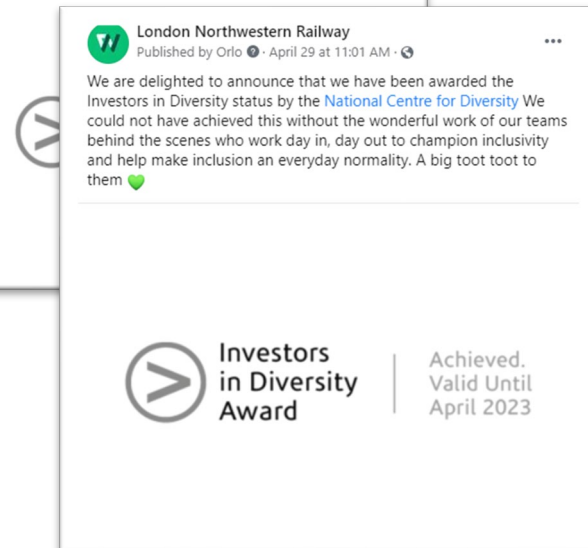 London Northwestern Railway
Published by Orlo · April 29 at 11:01 AM ·
We are delighted to announce that we have been awarded the
Investors in Diversity status by the National Centre for Diversity We
could not have achieved this without the wonderful work of our teams
behind the scenes who work day in, day out to champion inclusivity
and help make inclusion an everyday normality. A big toot toot to
them 💚
Investors
in Diversity
Award
Achieved.
Valid Until
April 2023